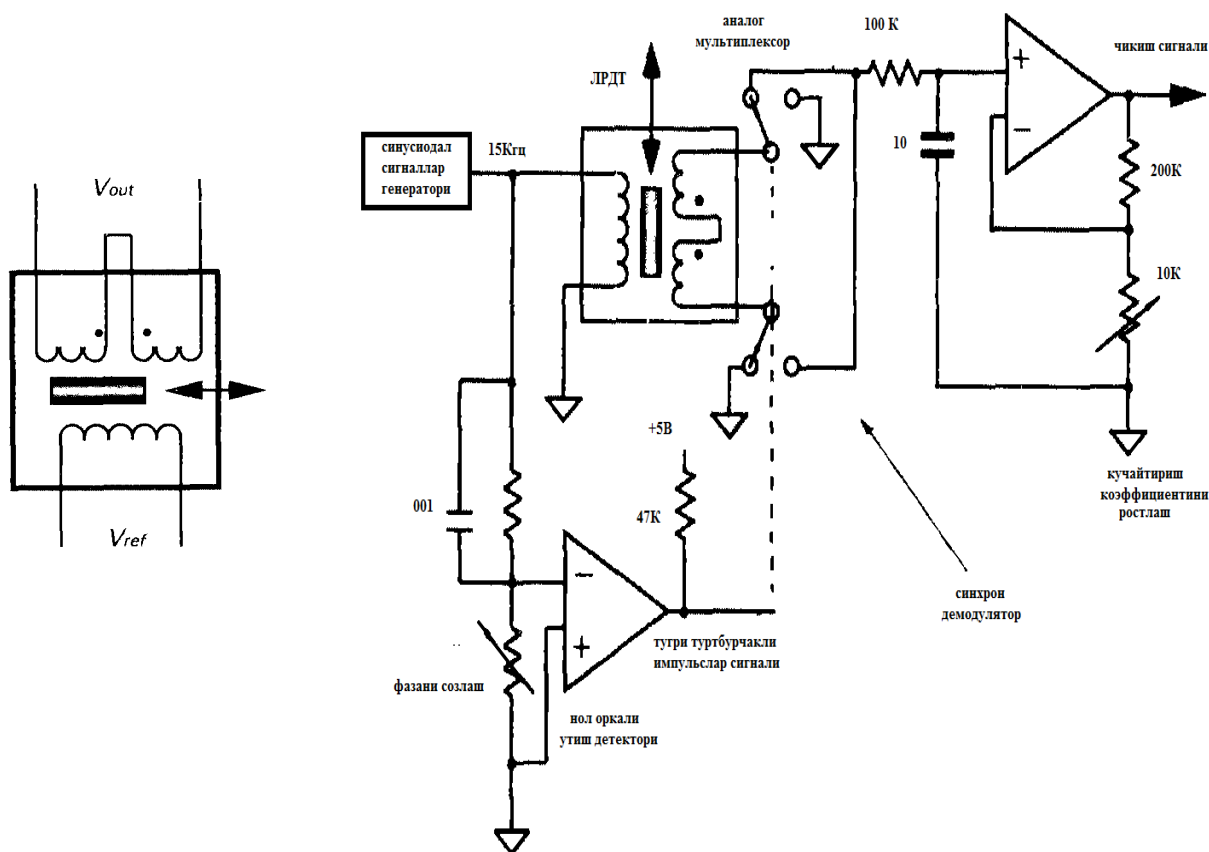 Vout
Vref
синусиодал
сигналлар
генератори
15Кгц
ЛРДТ
аналог
мультиплексор
100 К
+
−
чикиш сигнали
10
200К
10К
кучайтириш
коэффициентини
ростлаш
+5В
47К
001
−
+
тугри туртбурчакли
импульслар сигнали
фазани созлаш
нол оркали
утиш детектори
синхрон
демодулятор